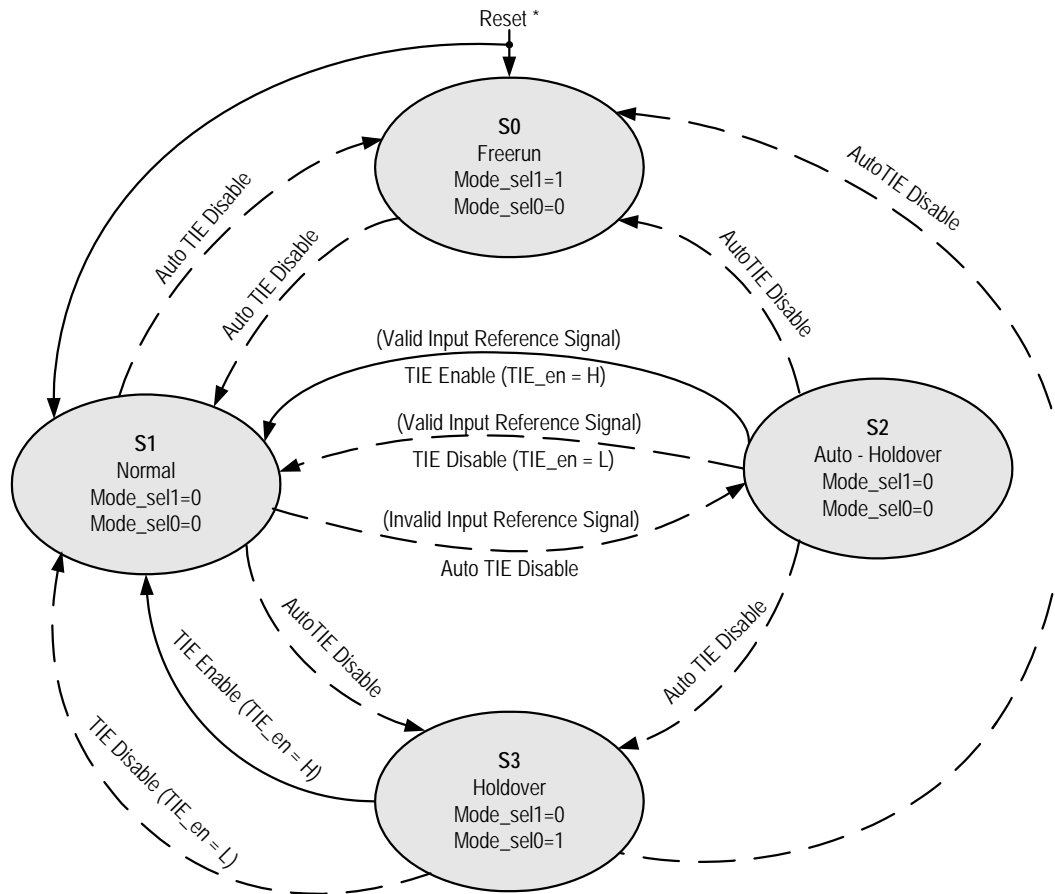 Reset *
S0
Freerun
Mode_sel1=1
Mode_sel0=0
Auto TIE Disable
Auto TIE Disable
AutoTIE Disable
AutoTIE Disable
(Valid Input Reference Signal)
TIE Enable (TIE_en = H)
(Valid Input Reference Signal)
TIE Disable (TIE_en = L)
(Invalid Input Reference Signal)
Auto TIE Disable
S1
Normal
Mode_sel1=0
Mode_sel0=0
S2
Auto - Holdover
Mode_sel1=0
Mode_sel0=0
AutoTIE Disable
Auto TIE Disable
TIE Enable (TIE_en = H)
TIE Disable (TIE_en = L)
S3
Holdover
Mode_sel1=0
Mode_sel0=1